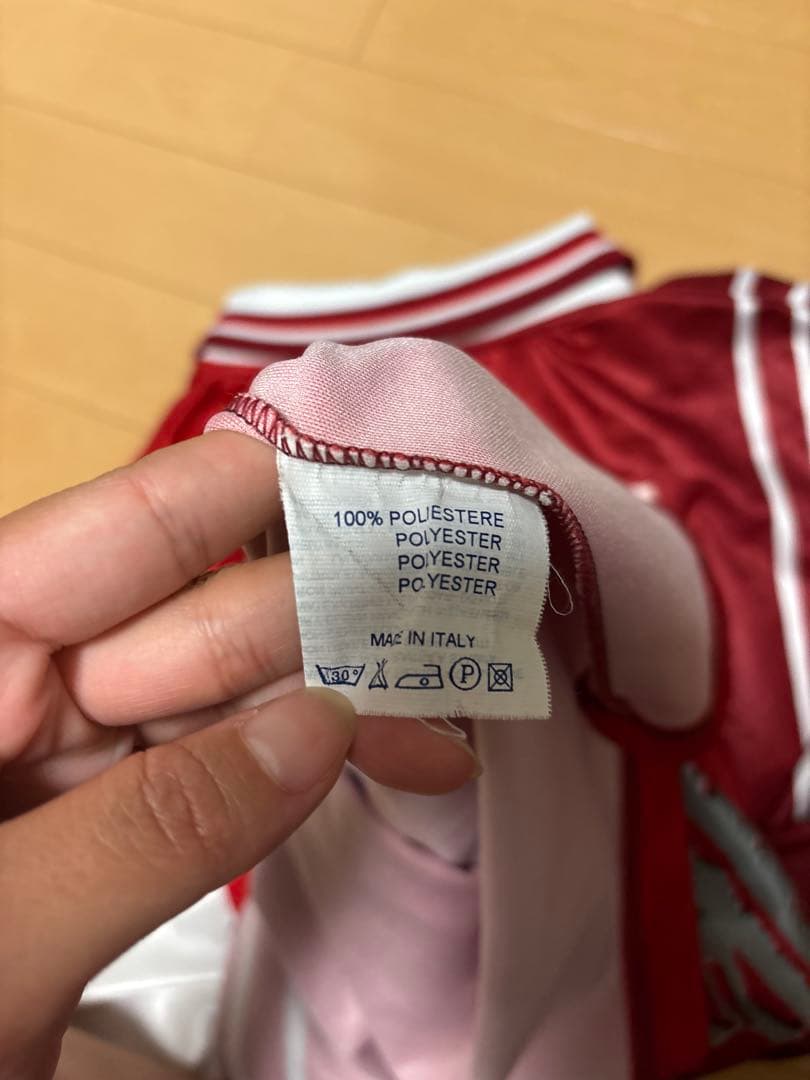 100% POLIESTERE
POLYESTER
POLYESTER
POLYESTER
MADE IN ITALY
30°
P